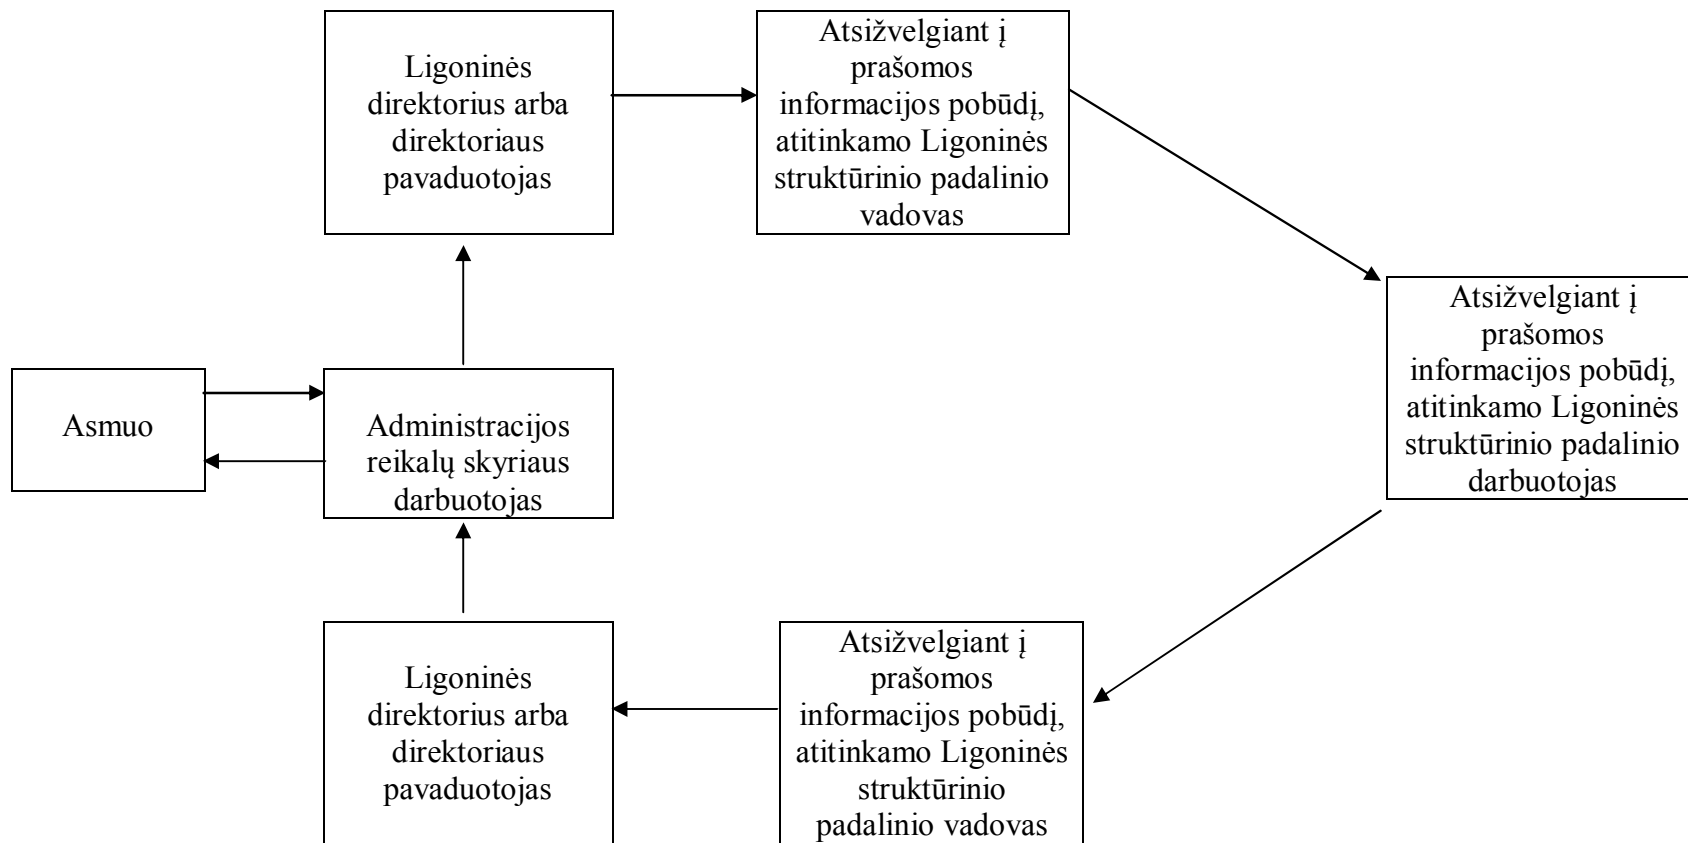 Ligoninės
direktorius arba
direktoriaus
pavaduotojas
Atsižvelgiant į
prašomos
informacijos pobūdį,
atitinkamo Ligoninės
struktūrinio padalinio
vadovas
Atsižvelgiant į
prašomos
informacijos pobūdį,
atitinkamo Ligoninės
struktūrinio padalinio
darbuotojas
Asmuo
Administracijos
reikalų skyriaus
darbuotojas
Ligoninės
direktorius arba
direktoriaus
pavaduotojas
Atsižvelgiant į
prašomos
informacijos pobūdį,
atitinkamo Ligoninės
struktūrinio
padalinio vadovas